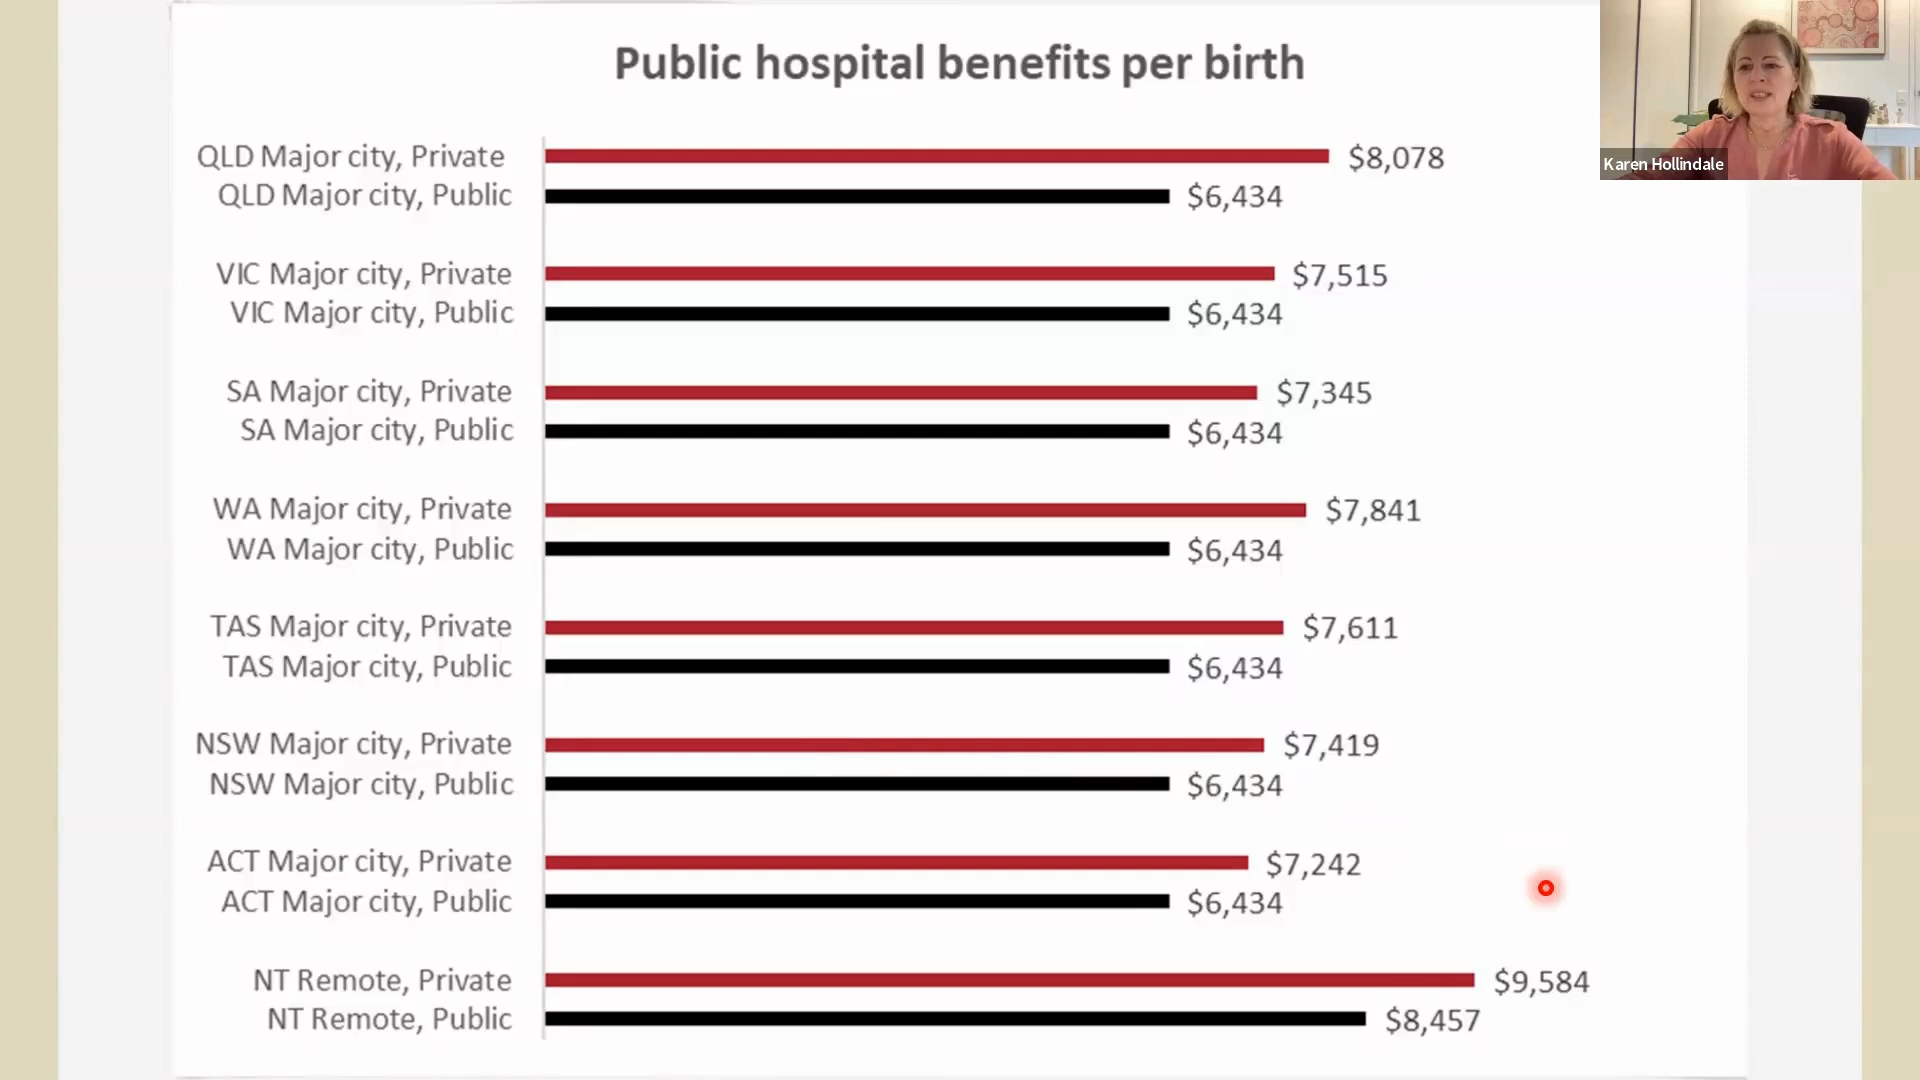 Public hospital benefits per birth
Karen Hollindale
QLD Major city, Private $8,078
QLD Major city, Public $6,434
VIC Major city, Private $7,515
VIC Major city, Public $6,434
SA Major city, Private $7,345
SA Major city, Public $6,434
WA Major city, Private $7,841
WA Major city, Public $6,434
TAS Major city, Private $7,611
TAS Major city, Public $6,434
NSW Major city, Private $7,419
NSW Major city, Public $6,434
ACT Major city, Private $7,242
ACT Major city, Public $6,434
NT Remote, Private $9,584
NT Remote, Public $8,457